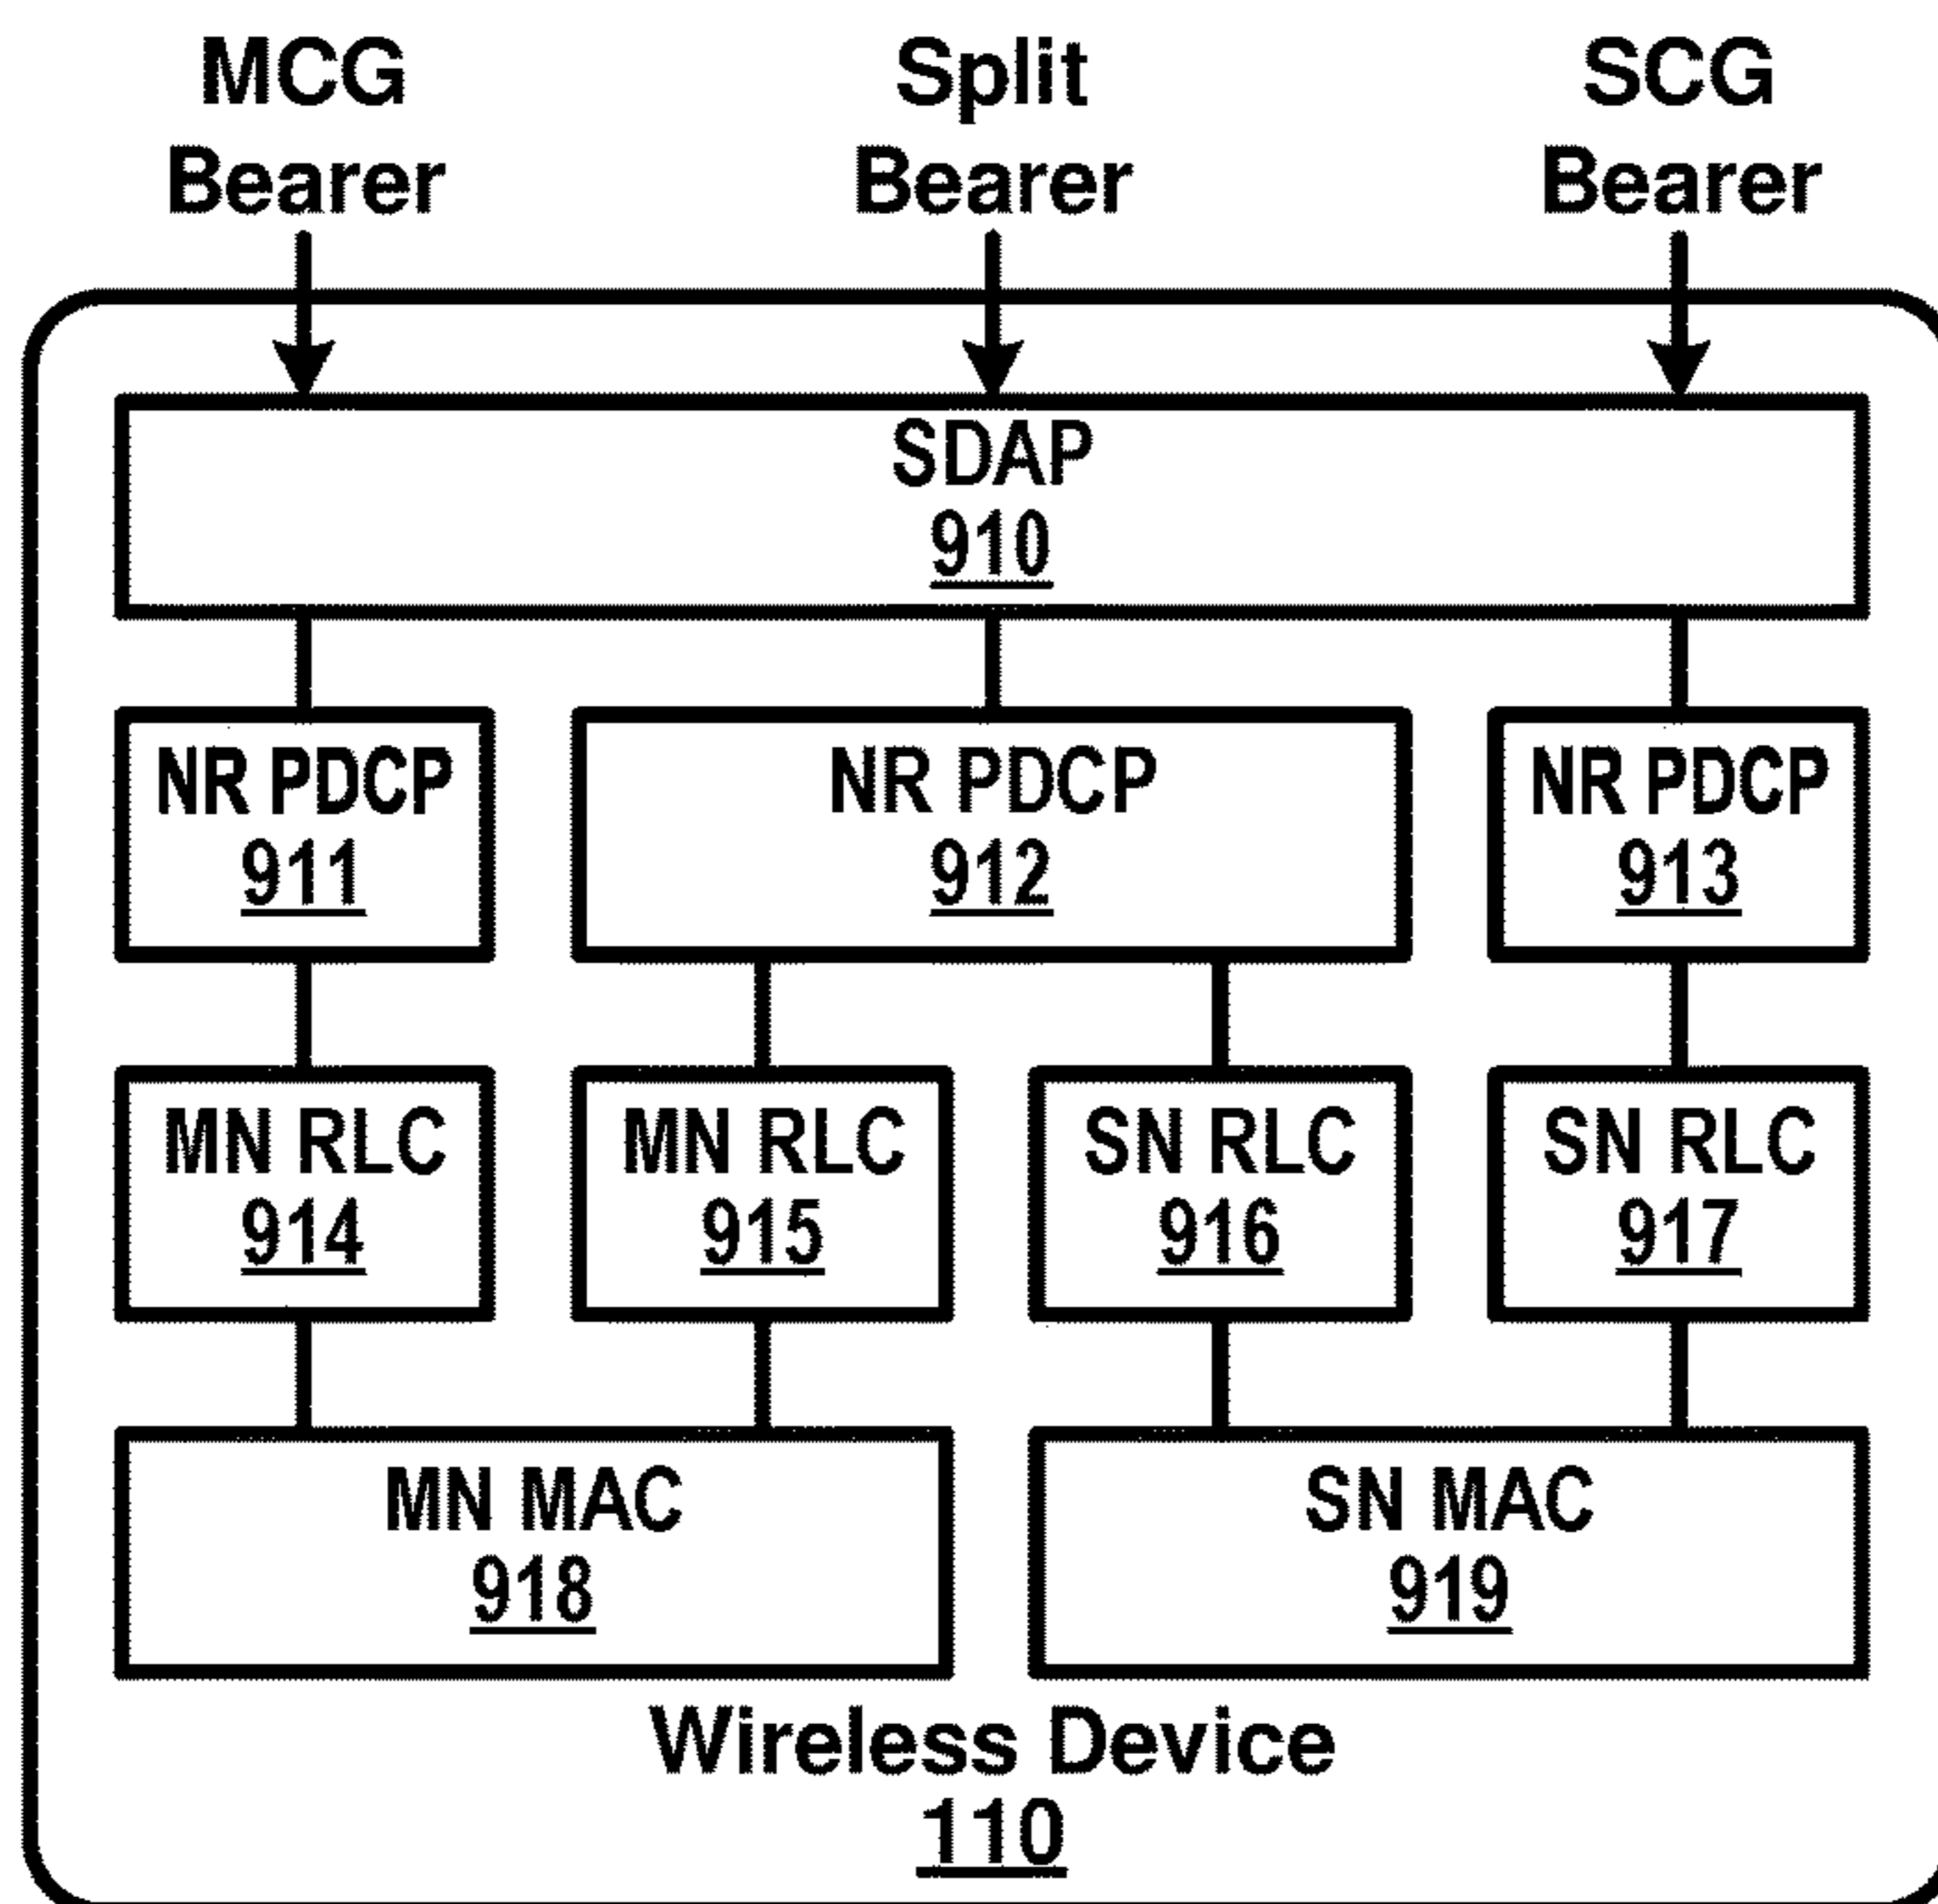 MCG Bearer
Split Bearer
SCG Bearer
SDAP
910
NR PDCP
911
NR PDCP
912
NR PDCP
913
MN RLC
914
MN RLC
915
SN RLC
916
SN RLC
917
MN MAC
918
SN MAC
919
Wireless Device
110